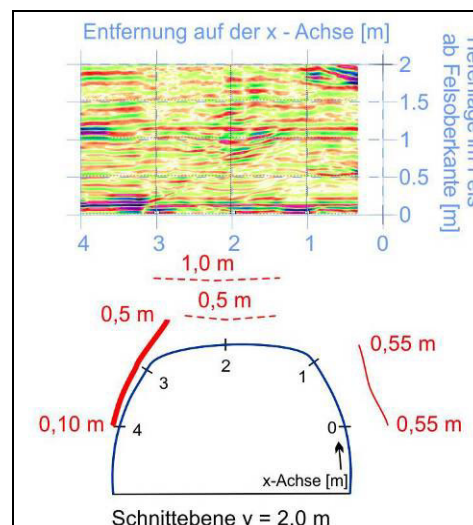 Entfernung auf der x - Achse [m]
ab Felsoberkante [m]
2
1.5
1
0.5
0
4 3 2 1 0
1,0 m
0,5 m
0,5 m
2
0,55 m
3
1
0,10 m
4
0
0,55 m
x-Achse [m]
Schnittebene y = 2,0 m